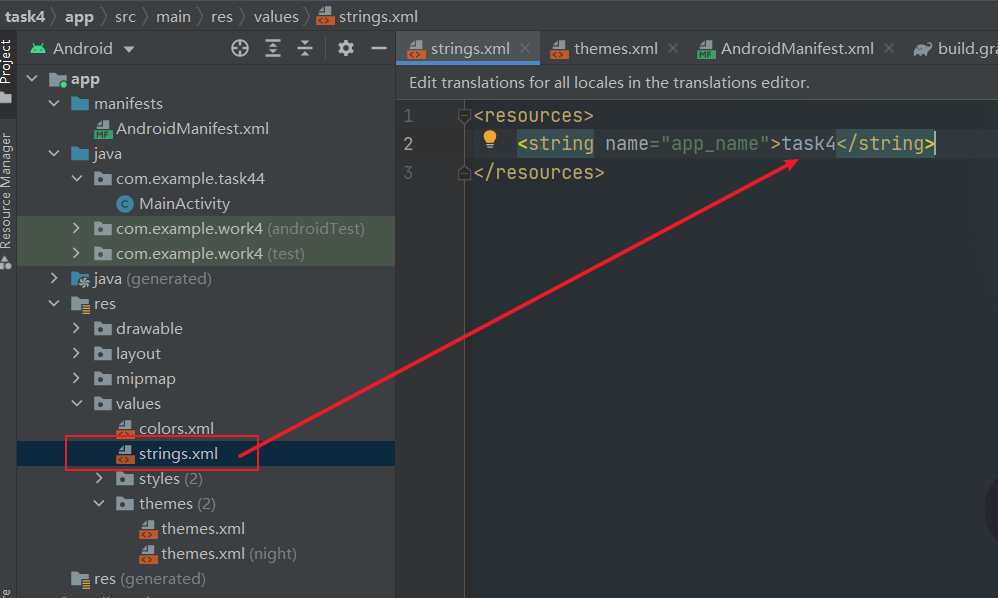 task4 app src main res values strings.xml
Project
Resource Manager
Android
app
manifests
AndroidManifest.xml
java
com.example.task44
MainActivity
com.example.work4 (androidTest)
com.example.work4 (test)
java (generated)
res
drawable
layout
mipmap
values
colors.xml
strings.xml
styles (2)
themes (2)
themes.xml
themes.xml (night)
res (generated)
strings.xml themes.xml AndroidManifest.xml build.gra
Edit translations for all locales in the translations editor.
1 <resources>
2 <string name="app_name">task4</string>
3 </resources>